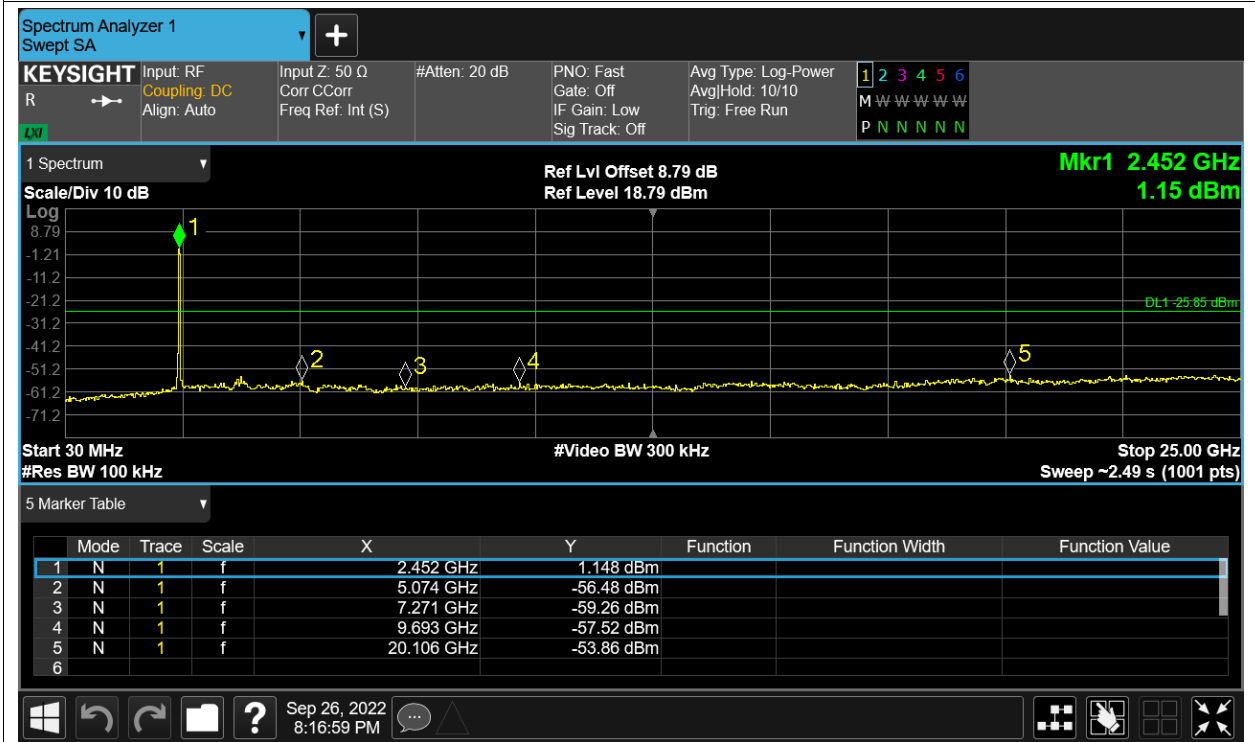 Spectrum Analyzer 1
Swept SA
KEYSIGHT Input: RF Input Z: 50 Ω #Atten: 20 dB PNO: Fast Avg Type: Log-Power 1 2 3 4 5 6
R Coupling: DC Corr CCorr Gate: Off Avg|Hold: 10/10 M W W W W W
Align: Auto Freq Ref: Int (S) IF Gain: Low Trig: Free Run
LXI Sig Track: Off P N N N N N
1 Spectrum Ref Lvl Offset 8.79 dB Mkr1 2.452 GHz
Scale/Div 10 dB Ref Level 18.79 dBm 1.15 dBm
Log
1
8.79
-1.21
-11.2
-21.2
DL1 -25.85 dBm
-31.2
-41.2
2 3 4 5
-51.2
-61.2
-71.2
Start 30 MHz #Video BW 300 kHz Stop 25.00 GHz
#Res BW 100 kHz Sweep ~2.49 s (1001 pts)
5 Marker Table
Mode Trace Scale X Y Function Function Width Function Value
1 N 1 f 2.452 GHz 1.148 dBm
2 N 1 f 5.074 GHz -56.48 dBm
3 N 1 f 7.271 GHz -59.26 dBm
4 N 1 f 9.693 GHz -57.52 dBm
5 N 1 f 20.106 GHz -53.86 dBm
6
? Sep 26, 2022
8:16:59 PM